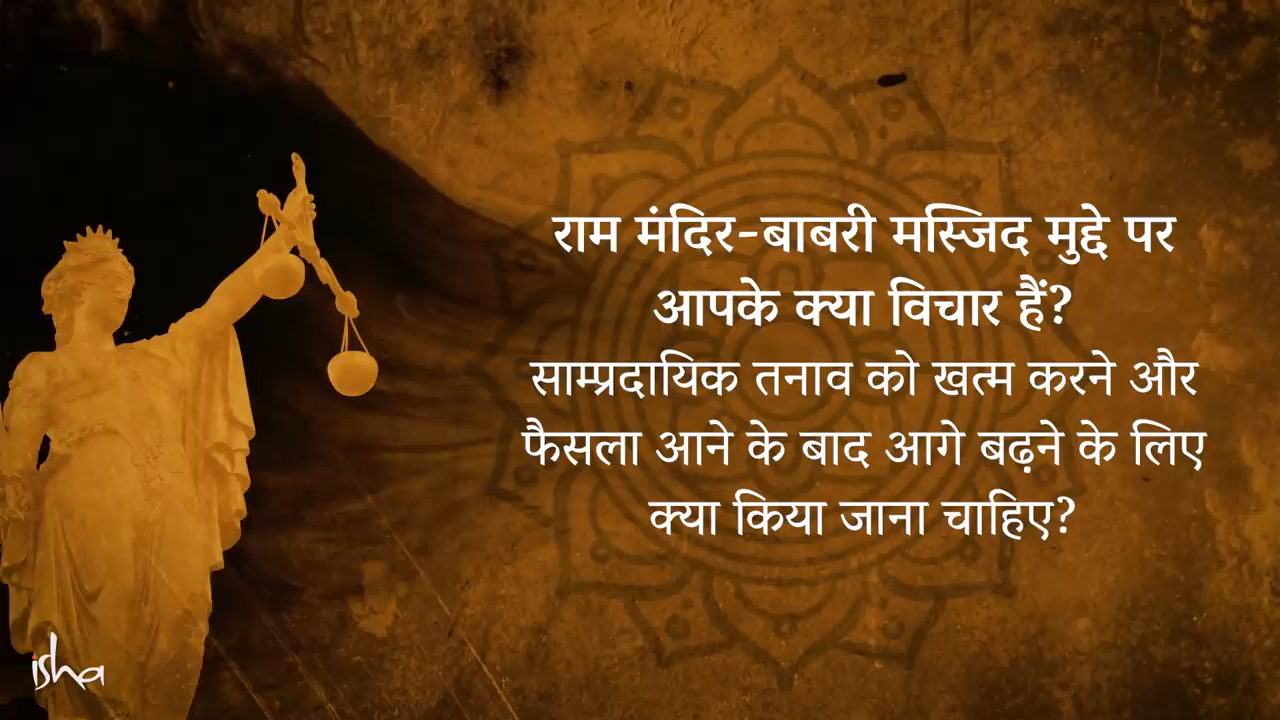 राम मंदिर-बाबरी मस्जिद मुद्दे पर
आपके क्या विचार हैं?
साम्प्रदायिक तनाव को खत्म करने और
फैसला आने के बाद आगे बढ़ने के लिए
क्या किया जाना चाहिए?
isha